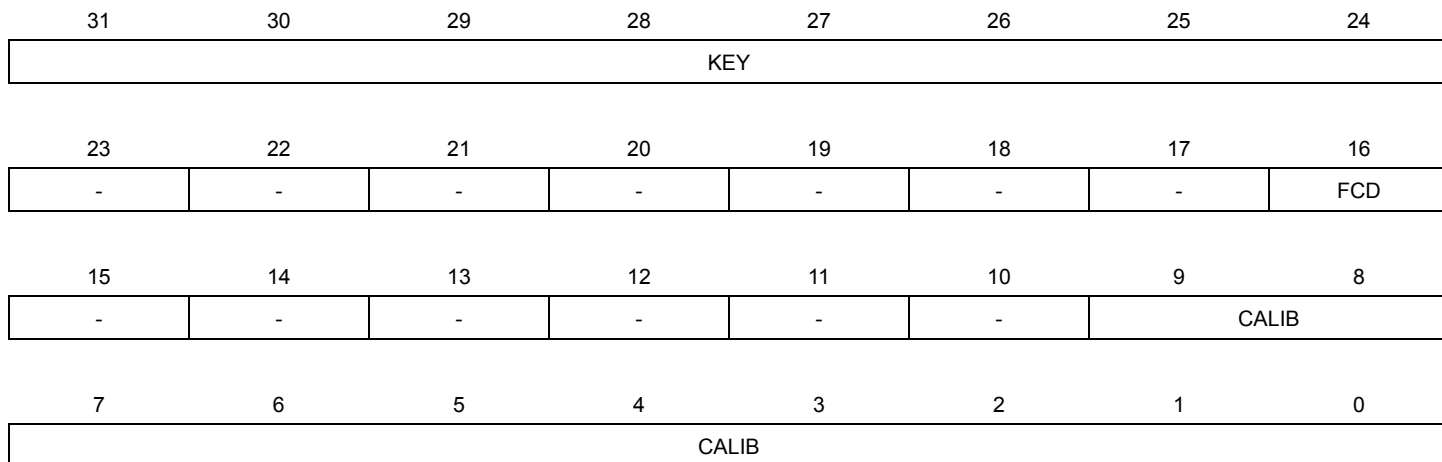 31 30 29 28 27 26 25 24
KEY
23 22 21 20 19 18 17 16
- - - - - - - FCD
15 14 13 12 11 10 9 8
- - - - - - CALIB
7 6 5 4 3 2 1 0
CALIB